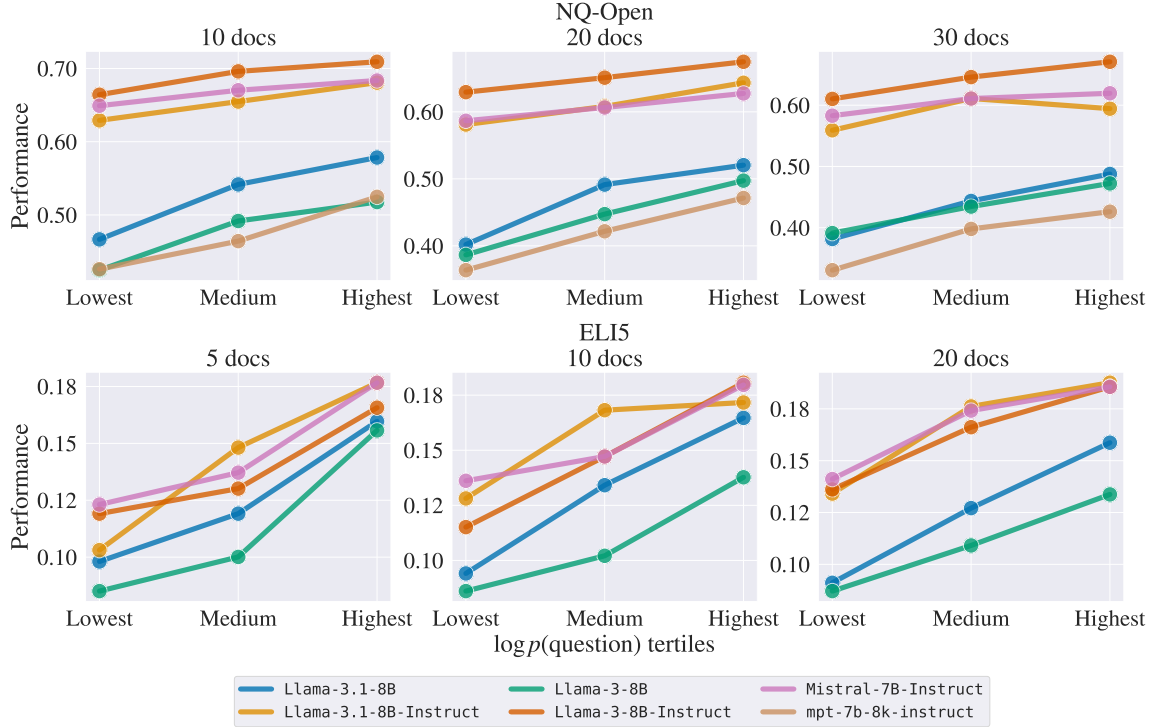 NQ-Open
10 docs 20 docs 30 docs
Performance
0.70
0.60
0.50
0.60
0.50
0.40
0.60
0.50
0.40
Lowest Medium Highest Lowest Medium Highest Lowest Medium Highest
ELI5
5 docs 10 docs 20 docs
Performance
0.18
0.15
0.12
0.10
0.18
0.15
0.12
0.10
0.18
0.15
0.12
0.10
Lowest Medium Highest Lowest Medium Highest Lowest Medium Highest
log p(question) tertiles
Llama-3.1-8B Llama-3-8B Mistral-7B-Instruct
Llama-3.1-8B-Instruct Llama-3-8B-Instruct mpt-7b-8k-instruct